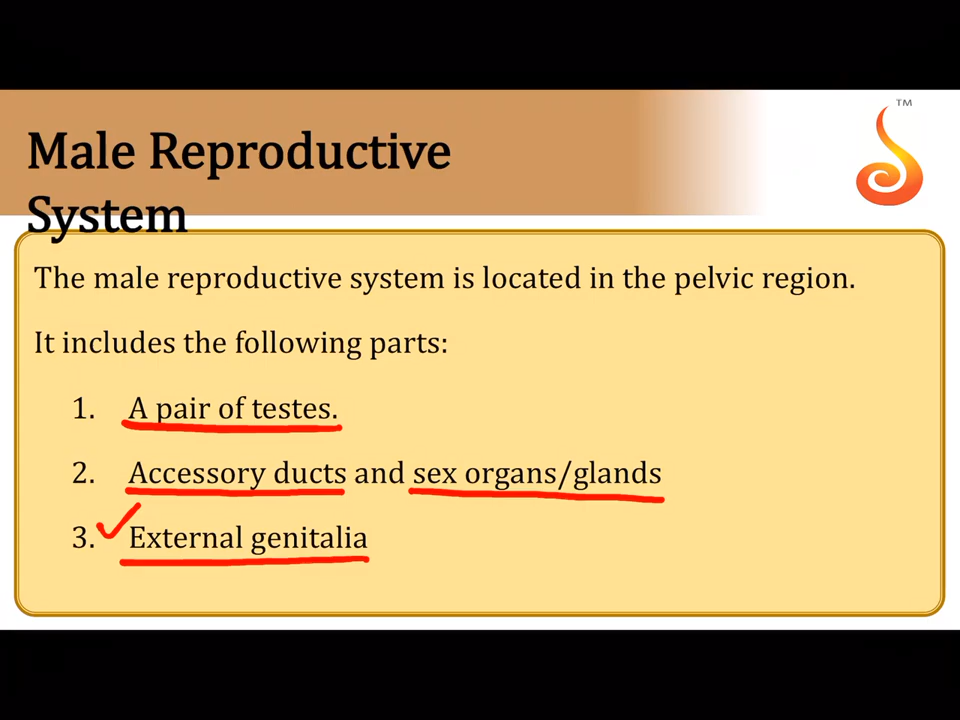 TM
Male Reproductive
System
The male reproductive system is located in the pelvic region.
It includes the following parts:
1. A pair of testes.
2. Accessory ducts and sex organs/glands
3. External genitalia